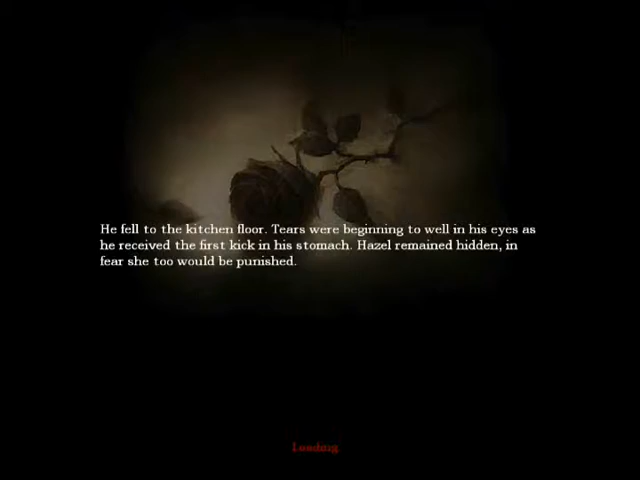 He fell to the kitchen floor. Tears were beginning to well in his eyes as
he received the first kick in his stomach. Hazel remained hidden, in
fear she too would be punished.
Loading